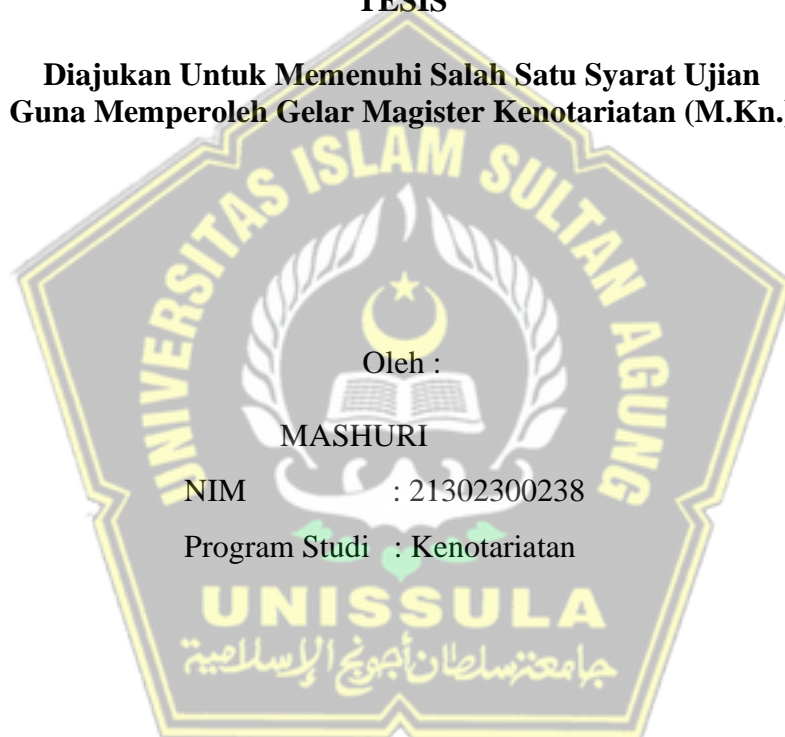 TESIS
Diajukan Untuk Memenuhi Salah Satu Syarat Ujian
Guna Memperoleh Gelar Magister Kenotariatan (M.Kn.)
UNIVERSITAS ISLAM SULTAN AGUNG
Oleh :
MASHURI
NIM : 21302300238
Program Studi : Kenotariatan
UNISSULA
جامعة سلطان أجونج الإسلامية